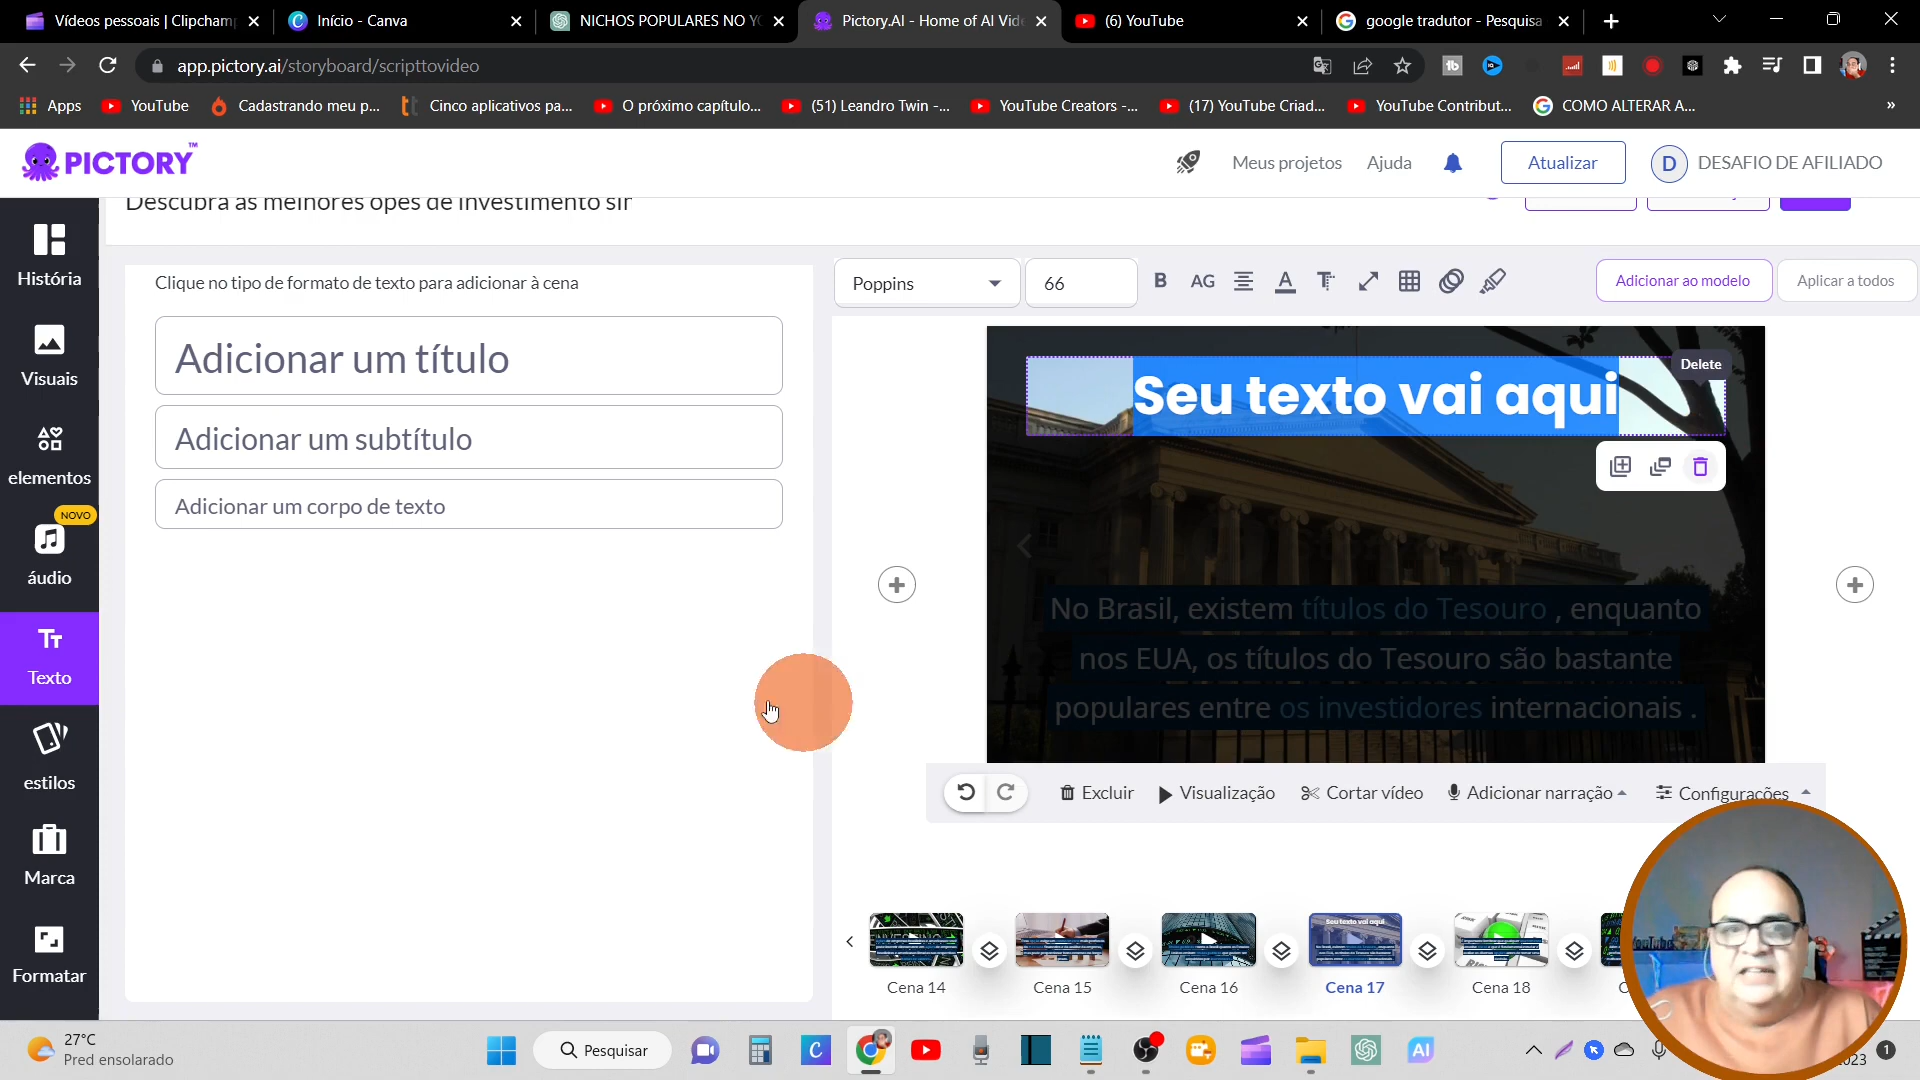 Vídeos pessoais | Clipcham
Início - Canva
NICHOS POPULARES NO YO
Pictory.AI - Home of AI Vide
(6) YouTube
google tradutor - Pesquisa
app.pictory.ai/storyboard/scripttovideo
Apps
YouTube
Cadastrando meu p...
Cinco aplicativos pa...
O próximo capítulo...
(51) Leandro Twin -...
YouTube Creators -...
(17) YouTube Criad...
YouTube Contribut...
COMO ALTERAR A...
»
PICTORY™
Meus projetos
Ajuda
Atualizar
D
DESAFIO DE AFILIADO
Descubra as melhores opes de investimento sir
História
Visuais
elementos
NOVO
áudio
Texto
estilos
Marca
Formatar
Clique no tipo de formato de texto para adicionar à cena
Adicionar um título
Adicionar um subtítulo
Adicionar um corpo de texto
Poppins
66
B
AG
Adicionar ao modelo
Aplicar a todos
Delete
Seu texto vai aqui
No Brasil, existem títulos do Tesouro , enquanto
nos EUA, os títulos do Tesouro são bastante
populares entre os investidores internacionais .
Excluir
Visualização
Cortar vídeo
Adicionar narração
Configurações
Cena 14
Cena 15
Cena 16
Cena 17
Cena 18
27°C
Pred ensolarado
Pesquisar
AI
1